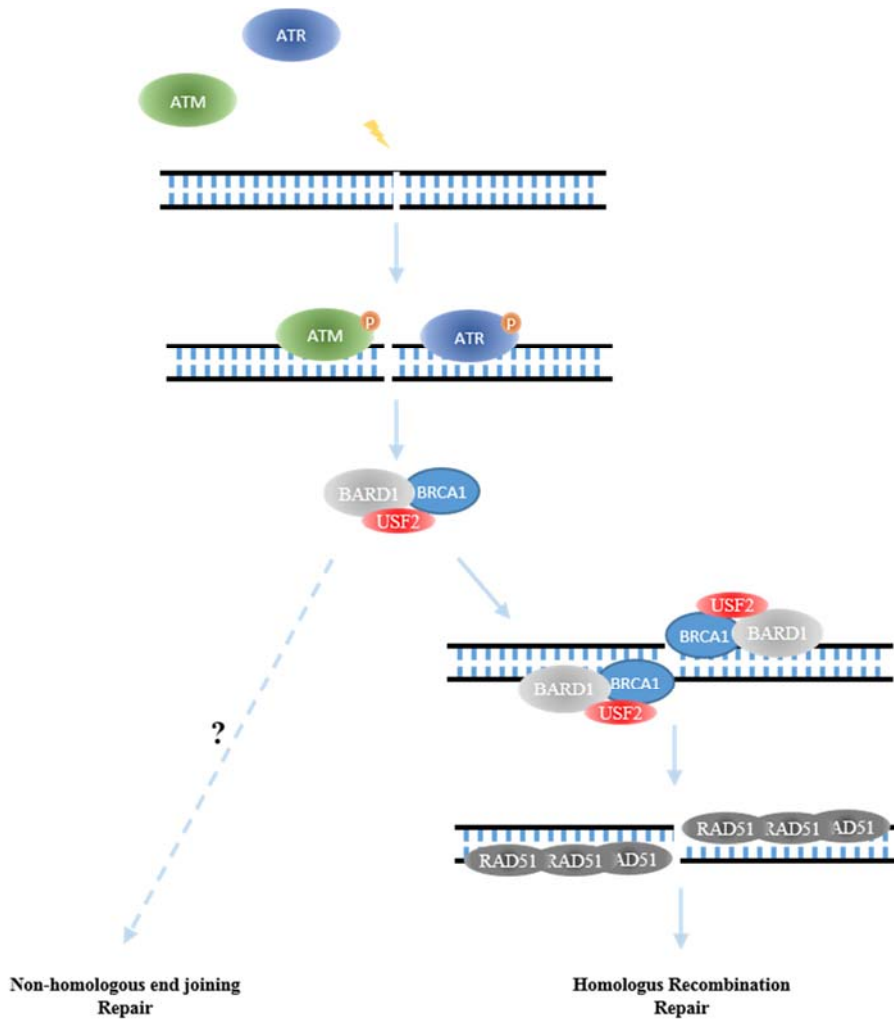 ATR
ATM
ATM P
ATR P
BARD1 BRCA1
USF2
USF2
BRCA1 BARD1
BARD1 BRCA1
USF2
?
RAD51 RAD51 AD51
RAD51 RAD51 AD51
Non-homologous end joining
Repair
Homologus Recombination
Repair